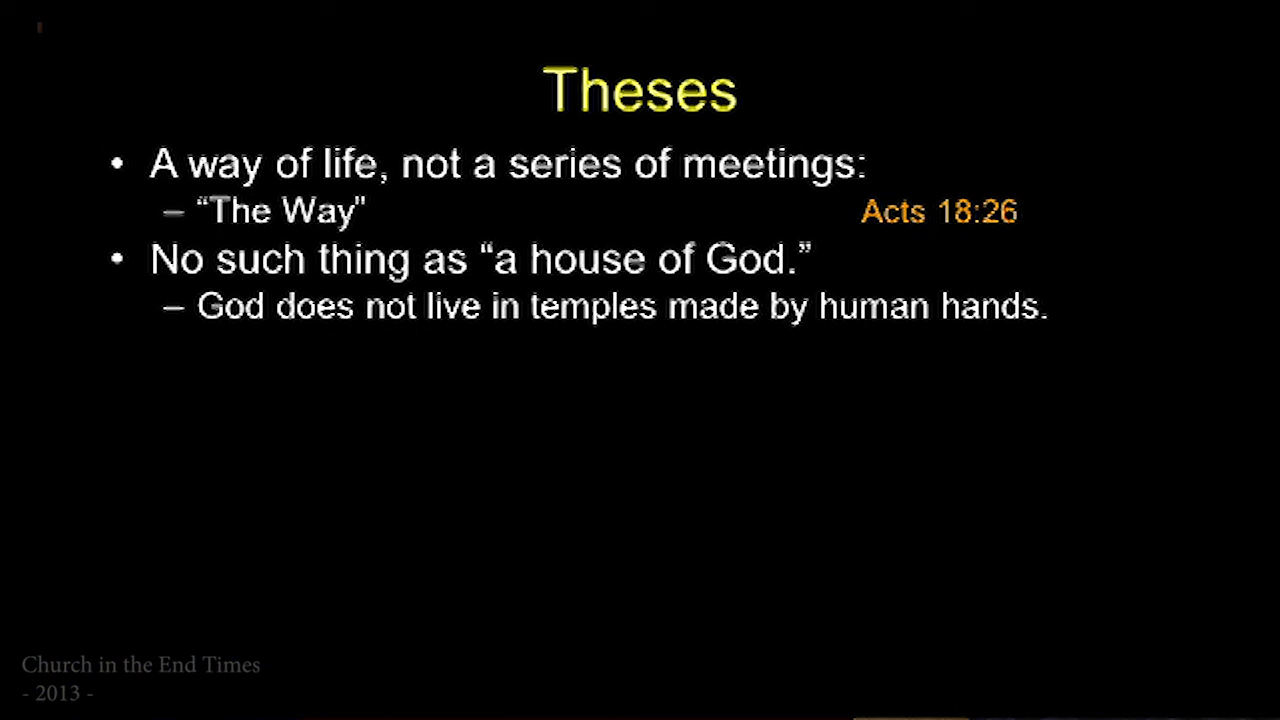 Theses
• A way of life, not a series of meetings:
– “The Way” Acts 18:26
• No such thing as “a house of God.”
– God does not live in temples made by human hands.
Church in the End Times
- 2013 -